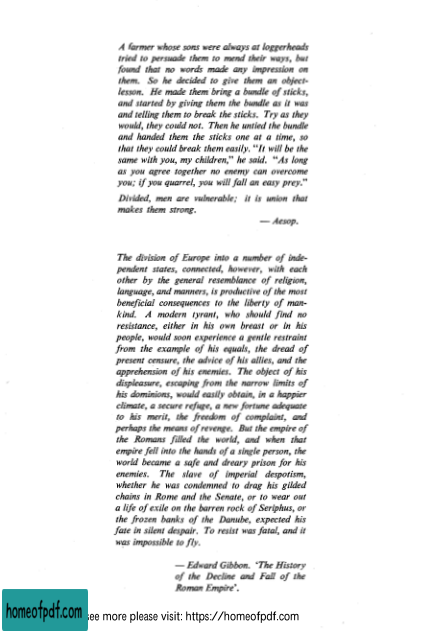 A farmer whose sons were always at loggerheads
tried to persuade them to mend their ways, but
found that no words made any impression on
them. So he decided to give them an object-
lesson. He made them bring a bundle of sticks,
and started by giving them the bundle as it was
and telling them to break the sticks. Try as they
would, they could not. Then he untied the bundle
and handed them the sticks one at a time, so
that they could break them easily. "It will be the
same with you, my children," he said. "As long
as you agree together no enemy can overcome
you; if you quarrel, you will fall an easy prey."
Divided, men are vulnerable; it is union that
makes them strong.
— Aesop.
The division of Europe into a number of inde-
pendent states, connected, however, with each
other by the general resemblance of religion,
language, and manners, is productive of the most
beneficial consequences to the liberty of man-
kind. A modern tyrant, who should find no
resistance, either in his own breast or in his
people, would soon experience a gentle restraint
from the example of his equals, the dread of
present censure, the advice of his allies, and the
apprehension of his enemies. The object of his
displeasure, escaping from the narrow limits of
his dominions, would easily obtain, in a happier
climate, a secure refuge, a new fortune adequate
to his merit, the freedom of complaint, and
perhaps the means of revenge. But the empire of
the Romans filled the world, and when that
empire fell into the hands of a single person, the
world became a safe and dreary prison for his
enemies. The slave of imperial despotism,
whether he was condemned to drag his gilded
chains in Rome and the Senate, or to wear out
a life of exile on the barren rock of Seriphus, or
the frozen banks of the Danube, expected his
fate in silent despair. To resist was fatal, and it
was impossible to fly.
— Edward Gibbon. 'The History
of the Decline and Fall of the
Roman Empire'.
homeofpdf.com see more please visit: https://homeofpdf.com